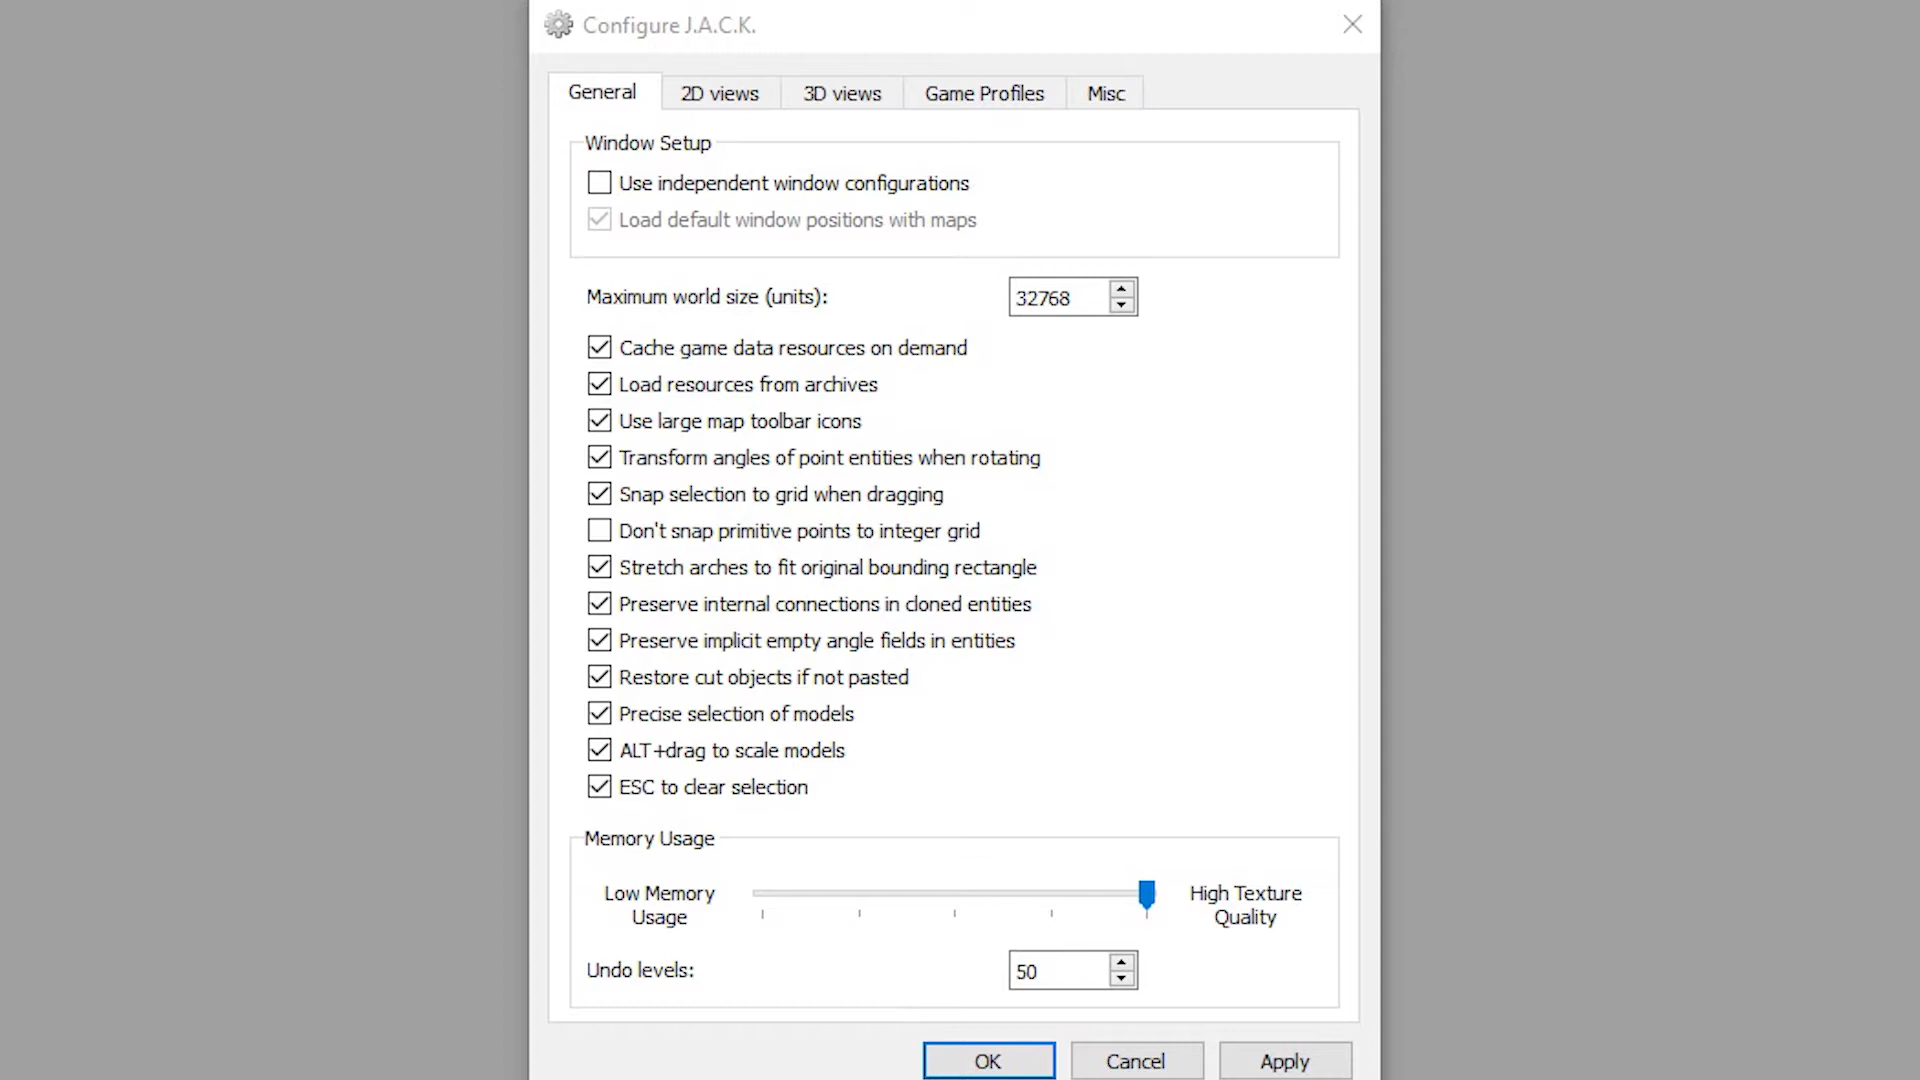 Configure J.A.C.K.
General 2D views 3D views Game Profiles Misc
Window Setup
Use independent window configurations
Load default window positions with maps
Maximum world size (units): 32768
Cache game data resources on demand
Load resources from archives
Use large map toolbar icons
Transform angles of point entities when rotating
Snap selection to grid when dragging
Don't snap primitive points to integer grid
Stretch arches to fit original bounding rectangle
Preserve internal connections in cloned entities
Preserve implicit empty angle fields in entities
Restore cut objects if not pasted
Precise selection of models
ALT+drag to scale models
ESC to clear selection
Memory Usage
Low Memory High Texture
Usage Quality
Undo levels: 50
OK Cancel Apply